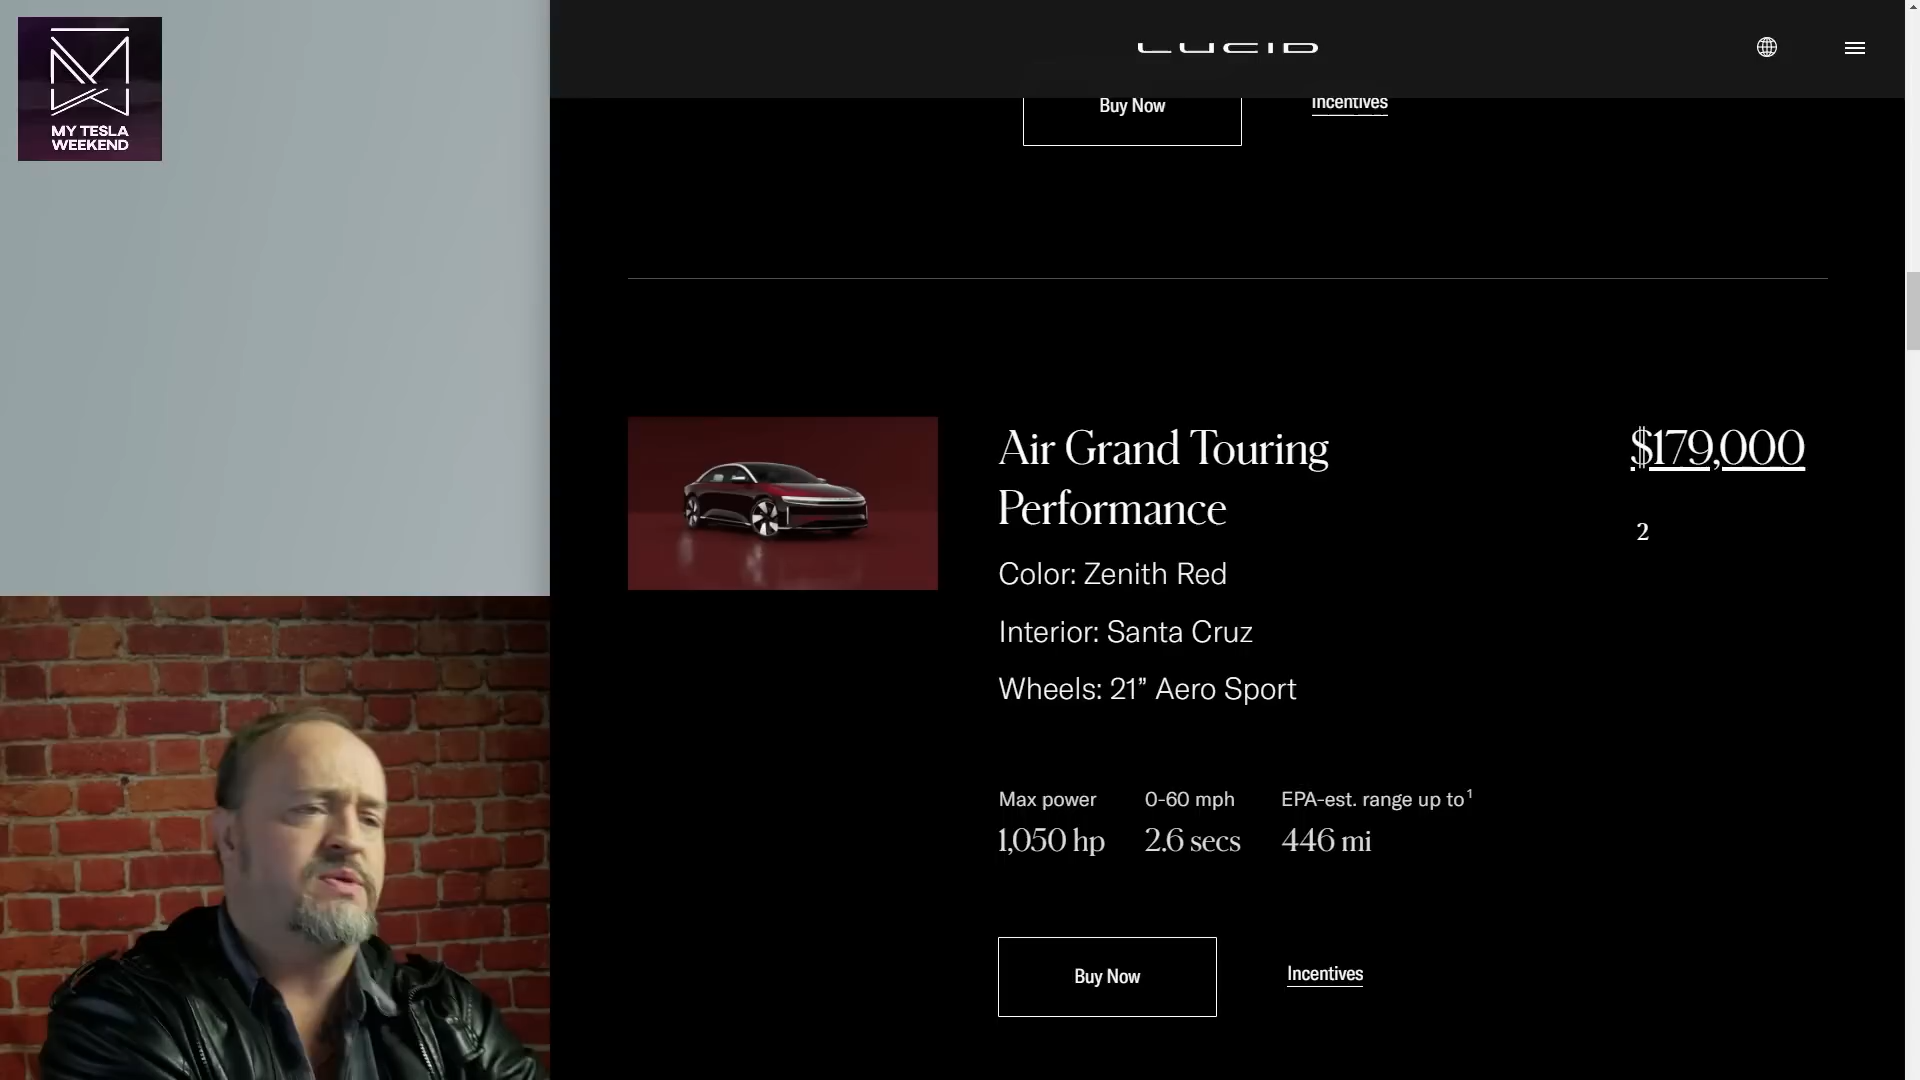 MY TESLA
WEEKEND
LUCID
Buy Now
Incentives
Air Grand Touring
Performance
$179,000
2
Color: Zenith Red
Interior: Santa Cruz
Wheels: 21” Aero Sport
Max power
0-60 mph
EPA-est. range up to¹
1,050 hp
2.6 secs
446 mi
Buy Now
Incentives